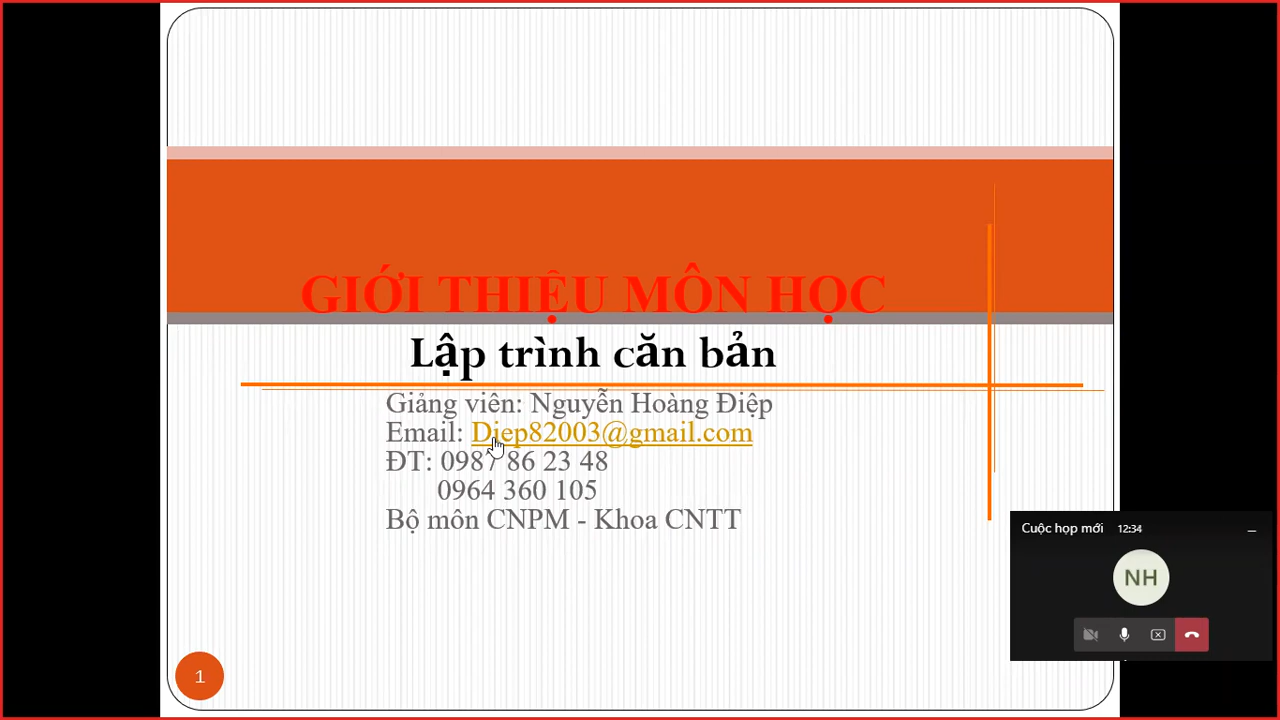 GIỚI THIỆU MÔN HỌC
Lập trình căn bản
Giảng viên: Nguyễn Hoàng Điệp
Email: Diep82003@gmail.com
ĐT: 0987 86 23 48
0964 360 105
Bộ môn CNPM - Khoa CNTT
Cuộc họp mới 12:34
NH
1